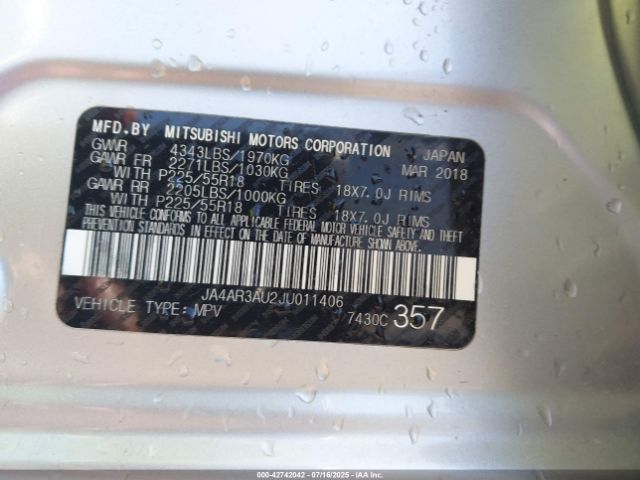 MFD.BY MITSUBISHI MOTORS CORPORATION JAPAN
GVWR 4343LBS/1970KG MAR 2018
GAWR FR 2271LBS/1030KG
WITH P225/55R18 TIRES 18X7.0J RIMS
GAWR RR 2205LBS/1000KG
WITH P225/55R18 TIRES 18X7.0J RIMS
THIS VEHICLE CONFORMS TO ALL APPLICABLE FEDERAL MOTOR VEHICLE SAFETY AND THEFT
PREVENTION STANDARDS IN EFFECT ON THE DATE OF MANUFACTURE SHOWN ABOVE.
JA4AR3AU2JU011406
VEHICLE TYPE: MPV 7430C 357
000-42742042 - 07/16/2025 - IAAI.COM